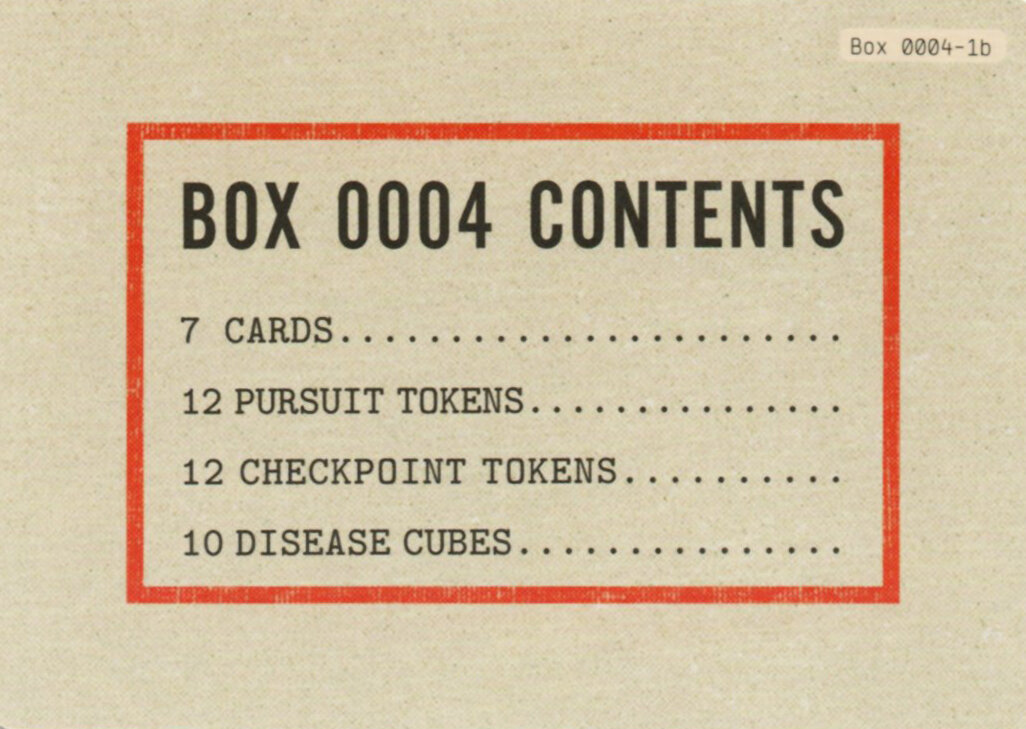 Box 0004-1b
BOX 0004 CONTENTS
7 CARDS........................
12 PURSUIT TOKENS...............
12 CHECKPOINT TOKENS..........
10 DISEASE CUBES................